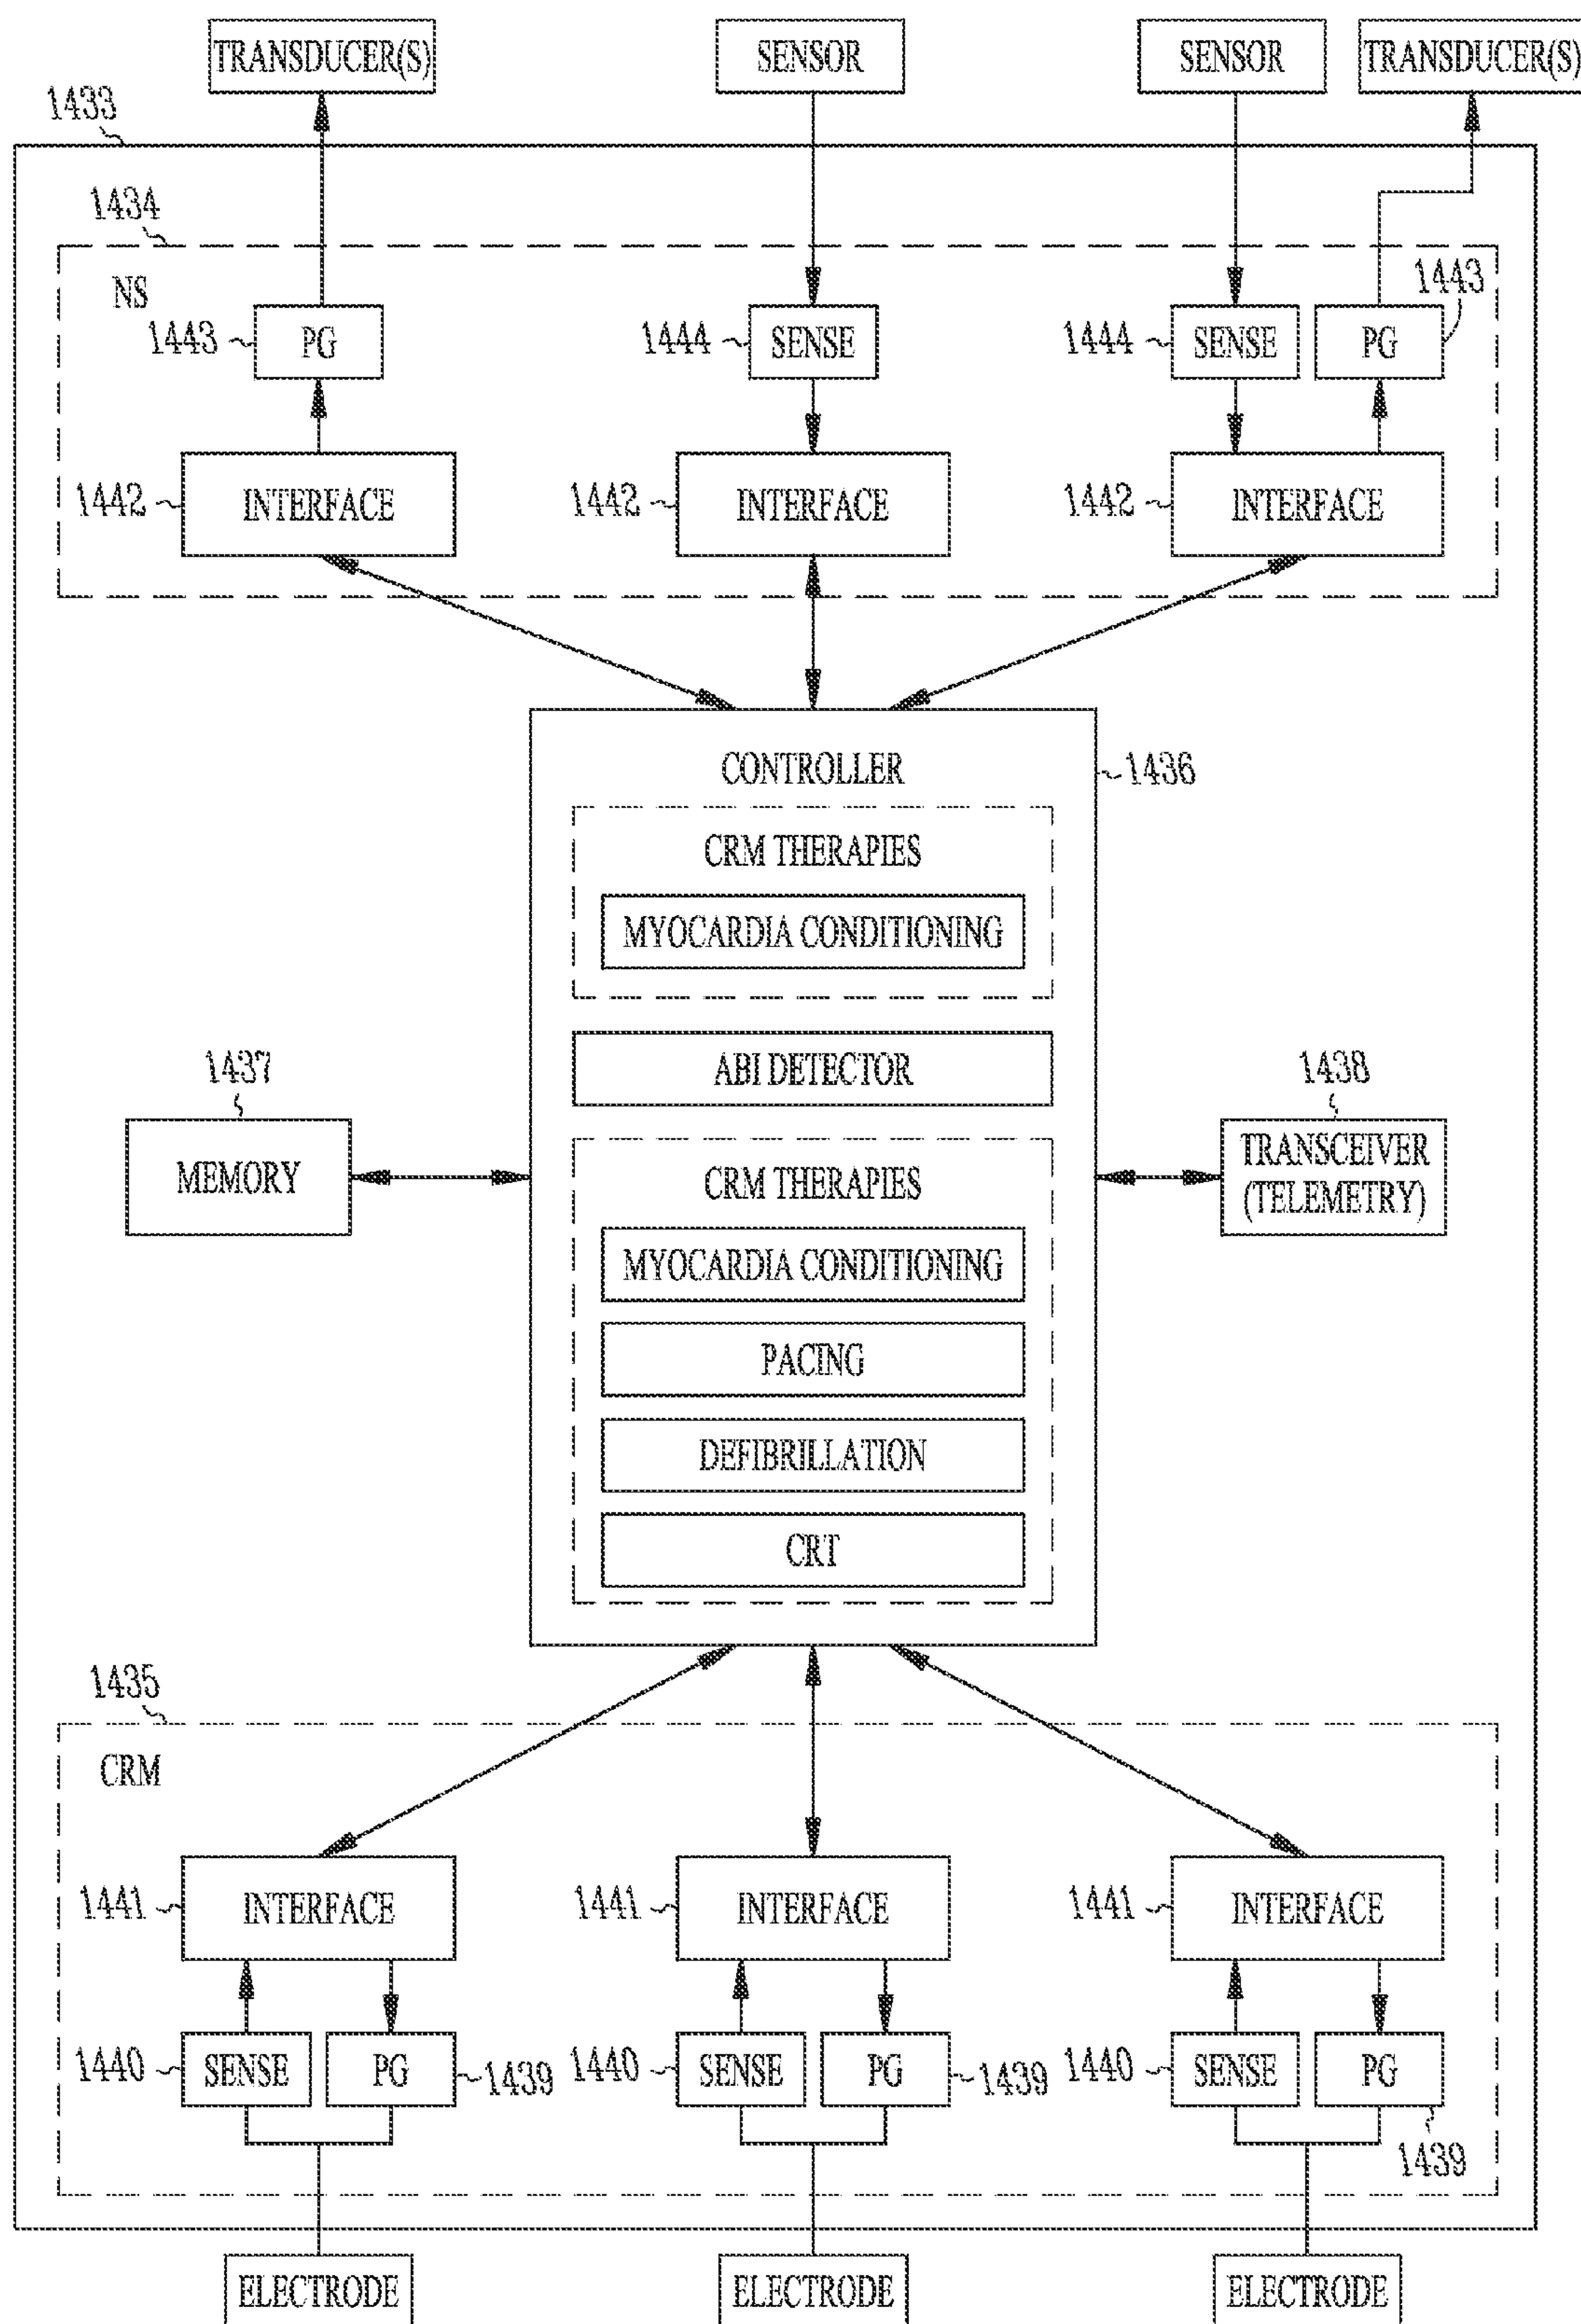 TRANSDUCER(S)
SENSOR
SENSOR
TRANSDUCER(S)
1433
1434
NS
1443
PG
1444
SENSE
1444
SENSE
PG
1443
1442
INTERFACE
1442
INTERFACE
1442
INTERFACE
CONTROLLER
1436
CRM THERAPIES
MYOCARDIA CONDITIONING
ABI DETECTOR
1437
MEMORY
1438
TRANSCEIVER
(TELEMETRY)
CRM THERAPIES
MYOCARDIA CONDITIONING
PACING
DEFIBRILLATION
CRT
1435
CRM
1441
INTERFACE
1441
INTERFACE
1441
INTERFACE
1440
SENSE
PG
1439
1440
SENSE
PG
1439
1440
SENSE
PG
1439
ELECTRODE
ELECTRODE
ELECTRODE